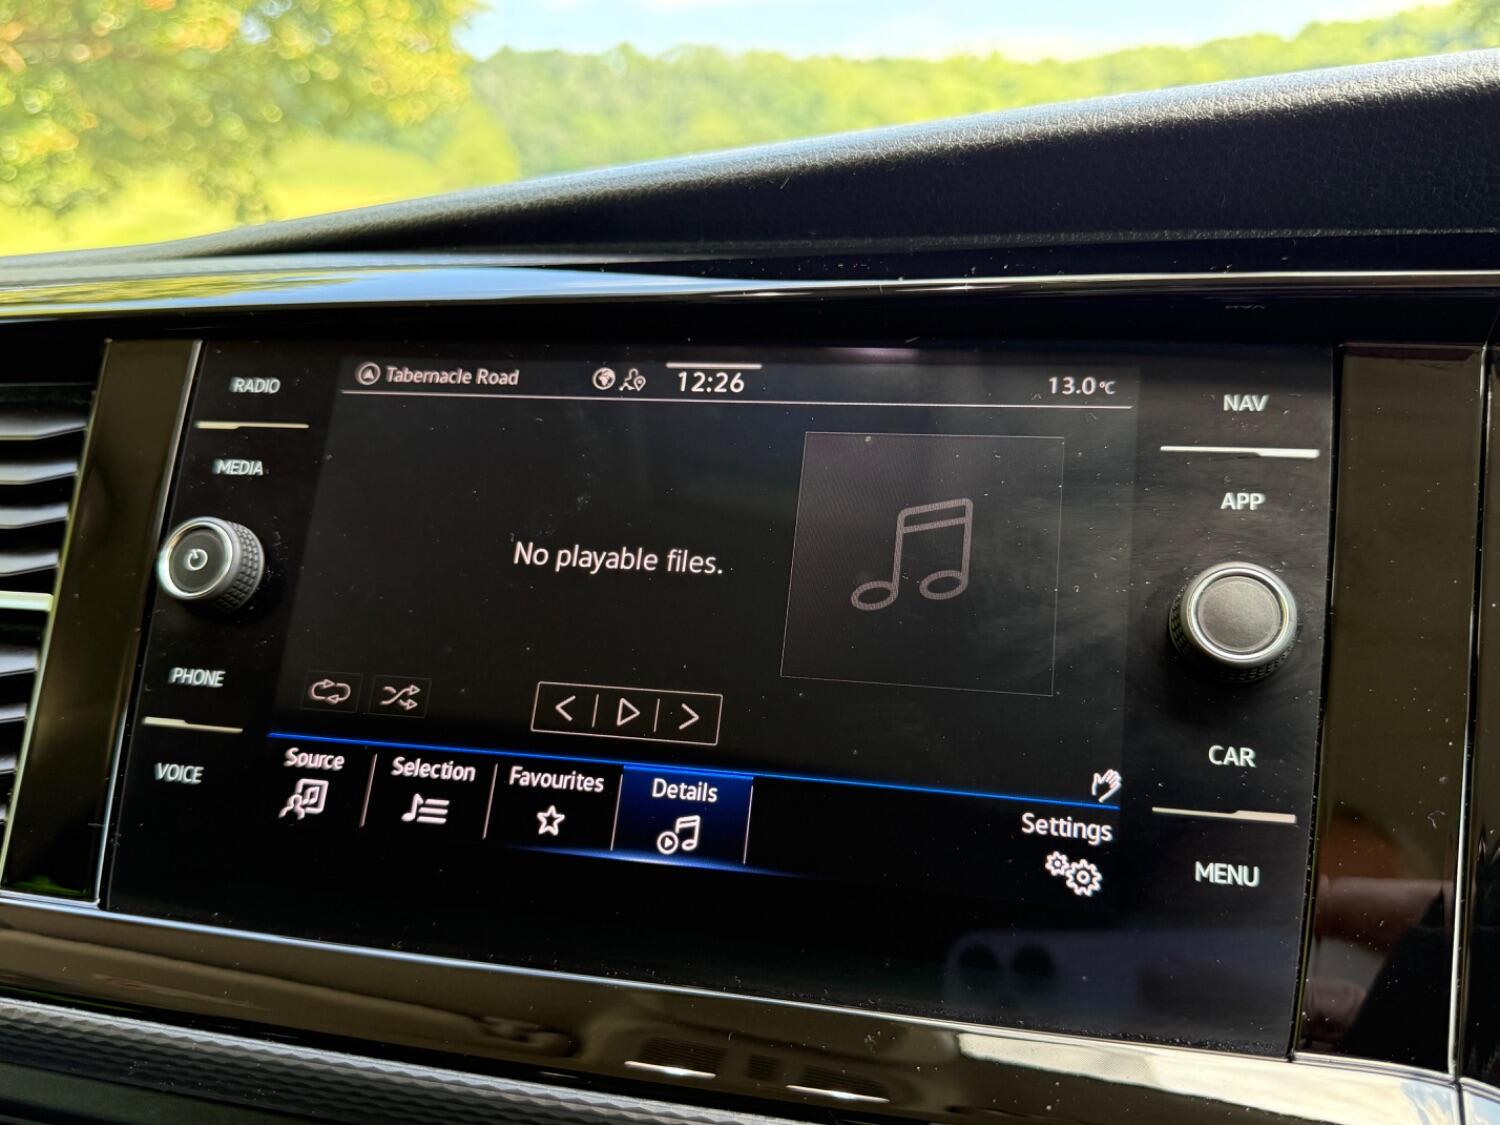 RADIO
MEDIA
PHONE
VOICE
Tabernacle Road
12:26
13.0°C
No playable files.
Source
Selection
Favourites
Details
Settings
NAV
APP
CAR
MENU